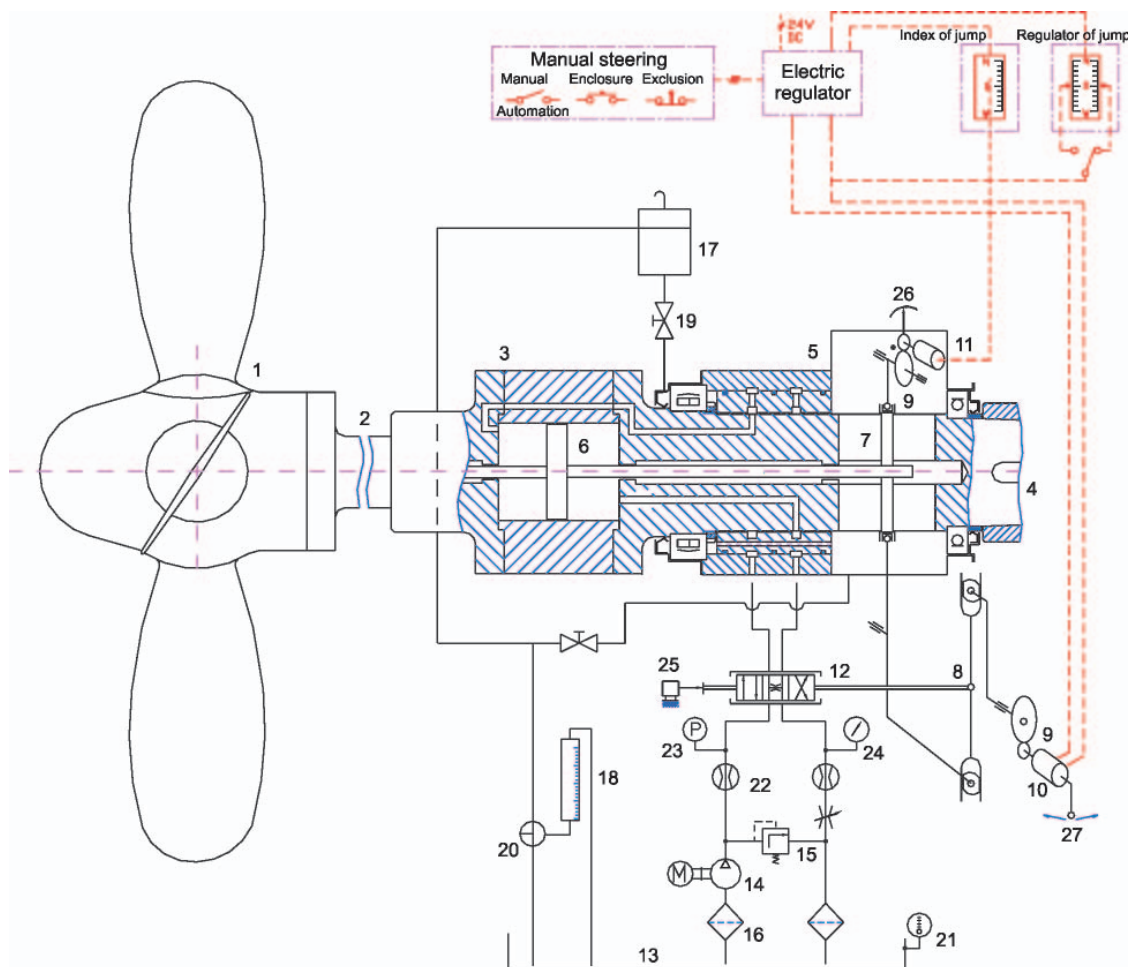 24V
DC
Index of jump
Regulator of jump
Manual steering
Manual
Enclosure
Exclusion
Automation
Electric
regulator
17
26
19
11
3
5
1
9
2
6
7
4
25
12
8
P
23
24
9
18
22
10
20
15
27
M
14
16
13
21